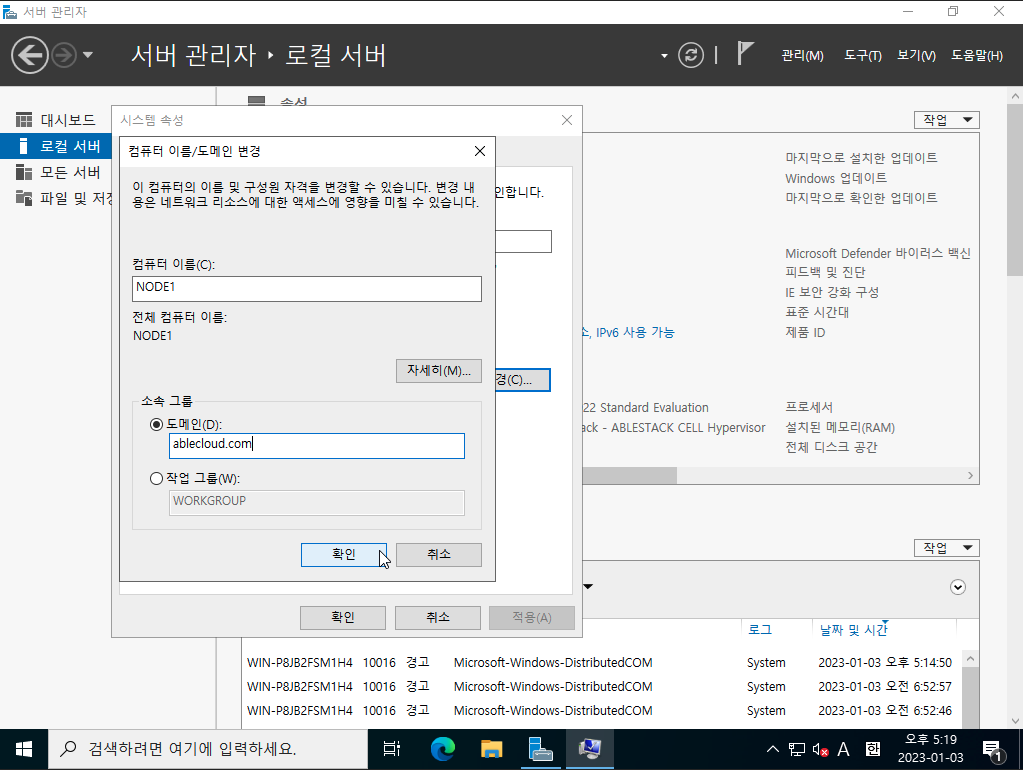 서버 관리자
서버 관리자 ‣ 로컬 서버
관리(M)
도구(T)
보기(V)
도움말(H)
대시보드
로컬 서버
모든 서버
파일 및 저장
속성
작업
시스템 속성
컴퓨터 이름/도메인 변경
이 컴퓨터의 이름 및 구성원 자격을 변경할 수 있습니다. 변경 내
용은 네트워크 리소스에 대한 액세스에 영향을 미칠 수 있습니다.
인합니다.
컴퓨터 이름(C):
NODE1
전체 컴퓨터 이름:
NODE1
자세히(M)...
경(C)...
소속 그룹
도메인(D):
ablecloud.com
작업 그룹(W):
WORKGROUP
확인
취소
확인
취소
적용(A)
마지막으로 설치한 업데이트
Windows 업데이트
마지막으로 확인한 업데이트
Microsoft Defender 바이러스 백신
피드백 및 진단
IE 보안 강화 구성
표준 시간대
소, IPv6 사용 가능
제품 ID
22 Standard Evaluation
프로세서
ack - ABLESTACK CELL Hypervisor
설치된 메모리(RAM)
전체 디스크 공간
작업
로그
날짜 및 시간
WIN-P8JB2FSM1H4 10016 경고 Microsoft-Windows-DistributedCOM System 2023-01-03 오후 5:14:50
WIN-P8JB2FSM1H4 10016 경고 Microsoft-Windows-DistributedCOM System 2023-01-03 오전 6:52:57
WIN-P8JB2FSM1H4 10016 경고 Microsoft-Windows-DistributedCOM System 2023-01-03 오전 6:52:46
검색하려면 여기에 입력하세요.
A
한
오후 5:19
2023-01-03
1